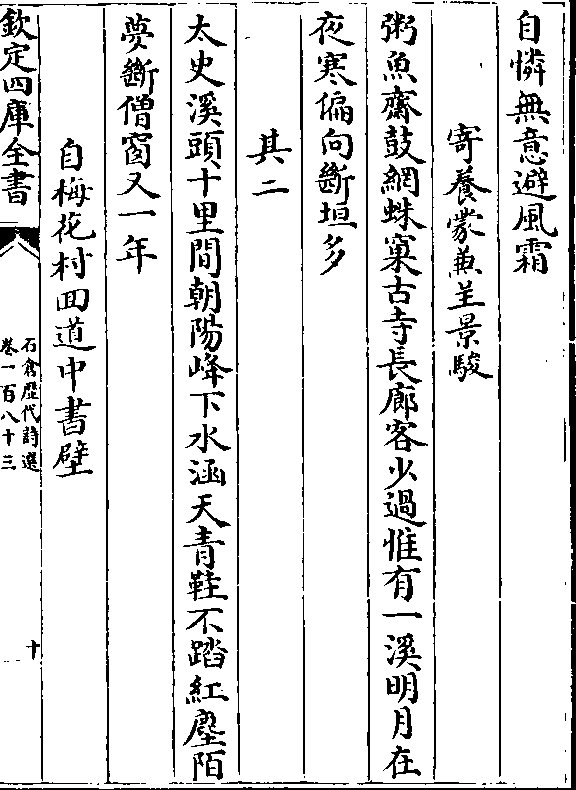 自憐無意避風霜
寄養蒙兼呈景駿
粥魚齋鼓網蛛窠古寺長廊客少過惟有一溪明月在
夜寒偏向斷垣多
其二
太史溪頭十里間朝陽峰下水涵天青鞋不踏紅塵陌
夢斷僧窗又一年
自梅花村回道中書壁
欽定四庫全書
石倉歷代詩選
卷一百八十三
十